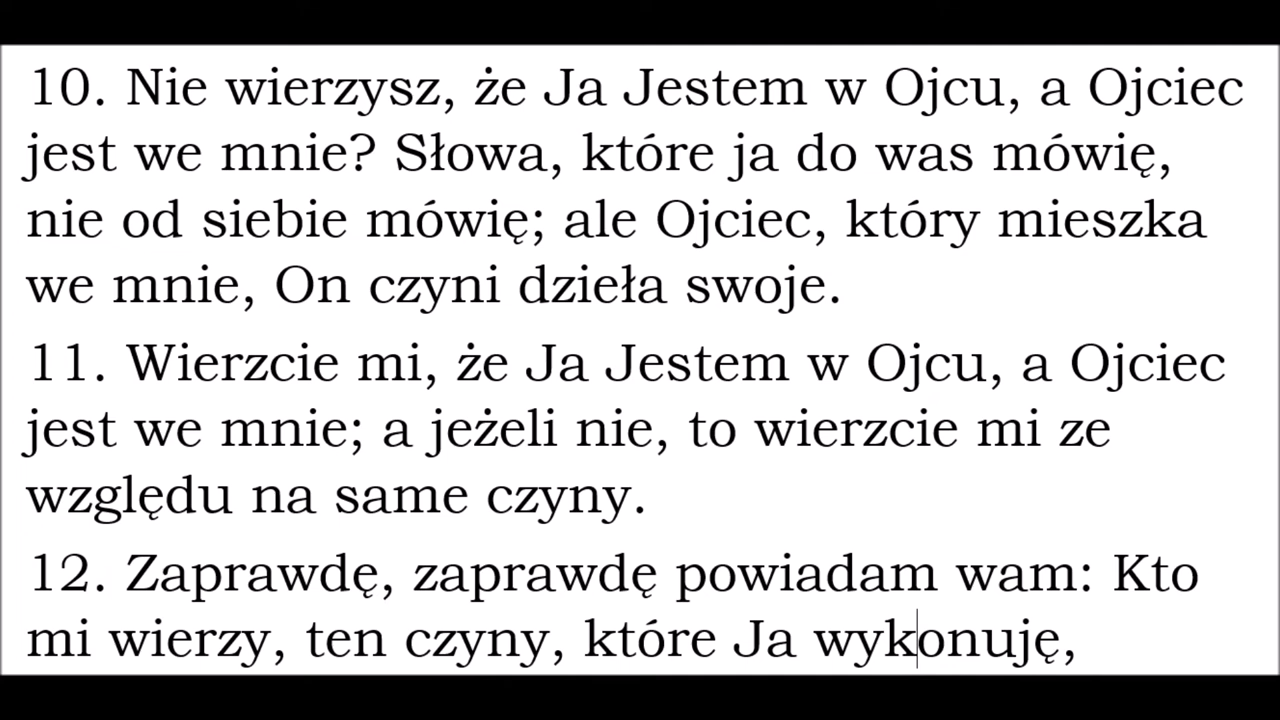 10. Nie wierzysz, że Ja Jestem w Ojcu, a Ojciec
jest we mnie? Słowa, które ja do was mówię,
nie od siebie mówię; ale Ojciec, który mieszka
we mnie, On czyni dzieła swoje.
11. Wierzcie mi, że Ja Jestem w Ojcu, a Ojciec
jest we mnie; a jeżeli nie, to wierzcie mi ze
względu na same czyny.
12. Zaprawdę, zaprawdę powiadam wam: Kto
mi wierzy, ten czyny, które Ja wykonuję,